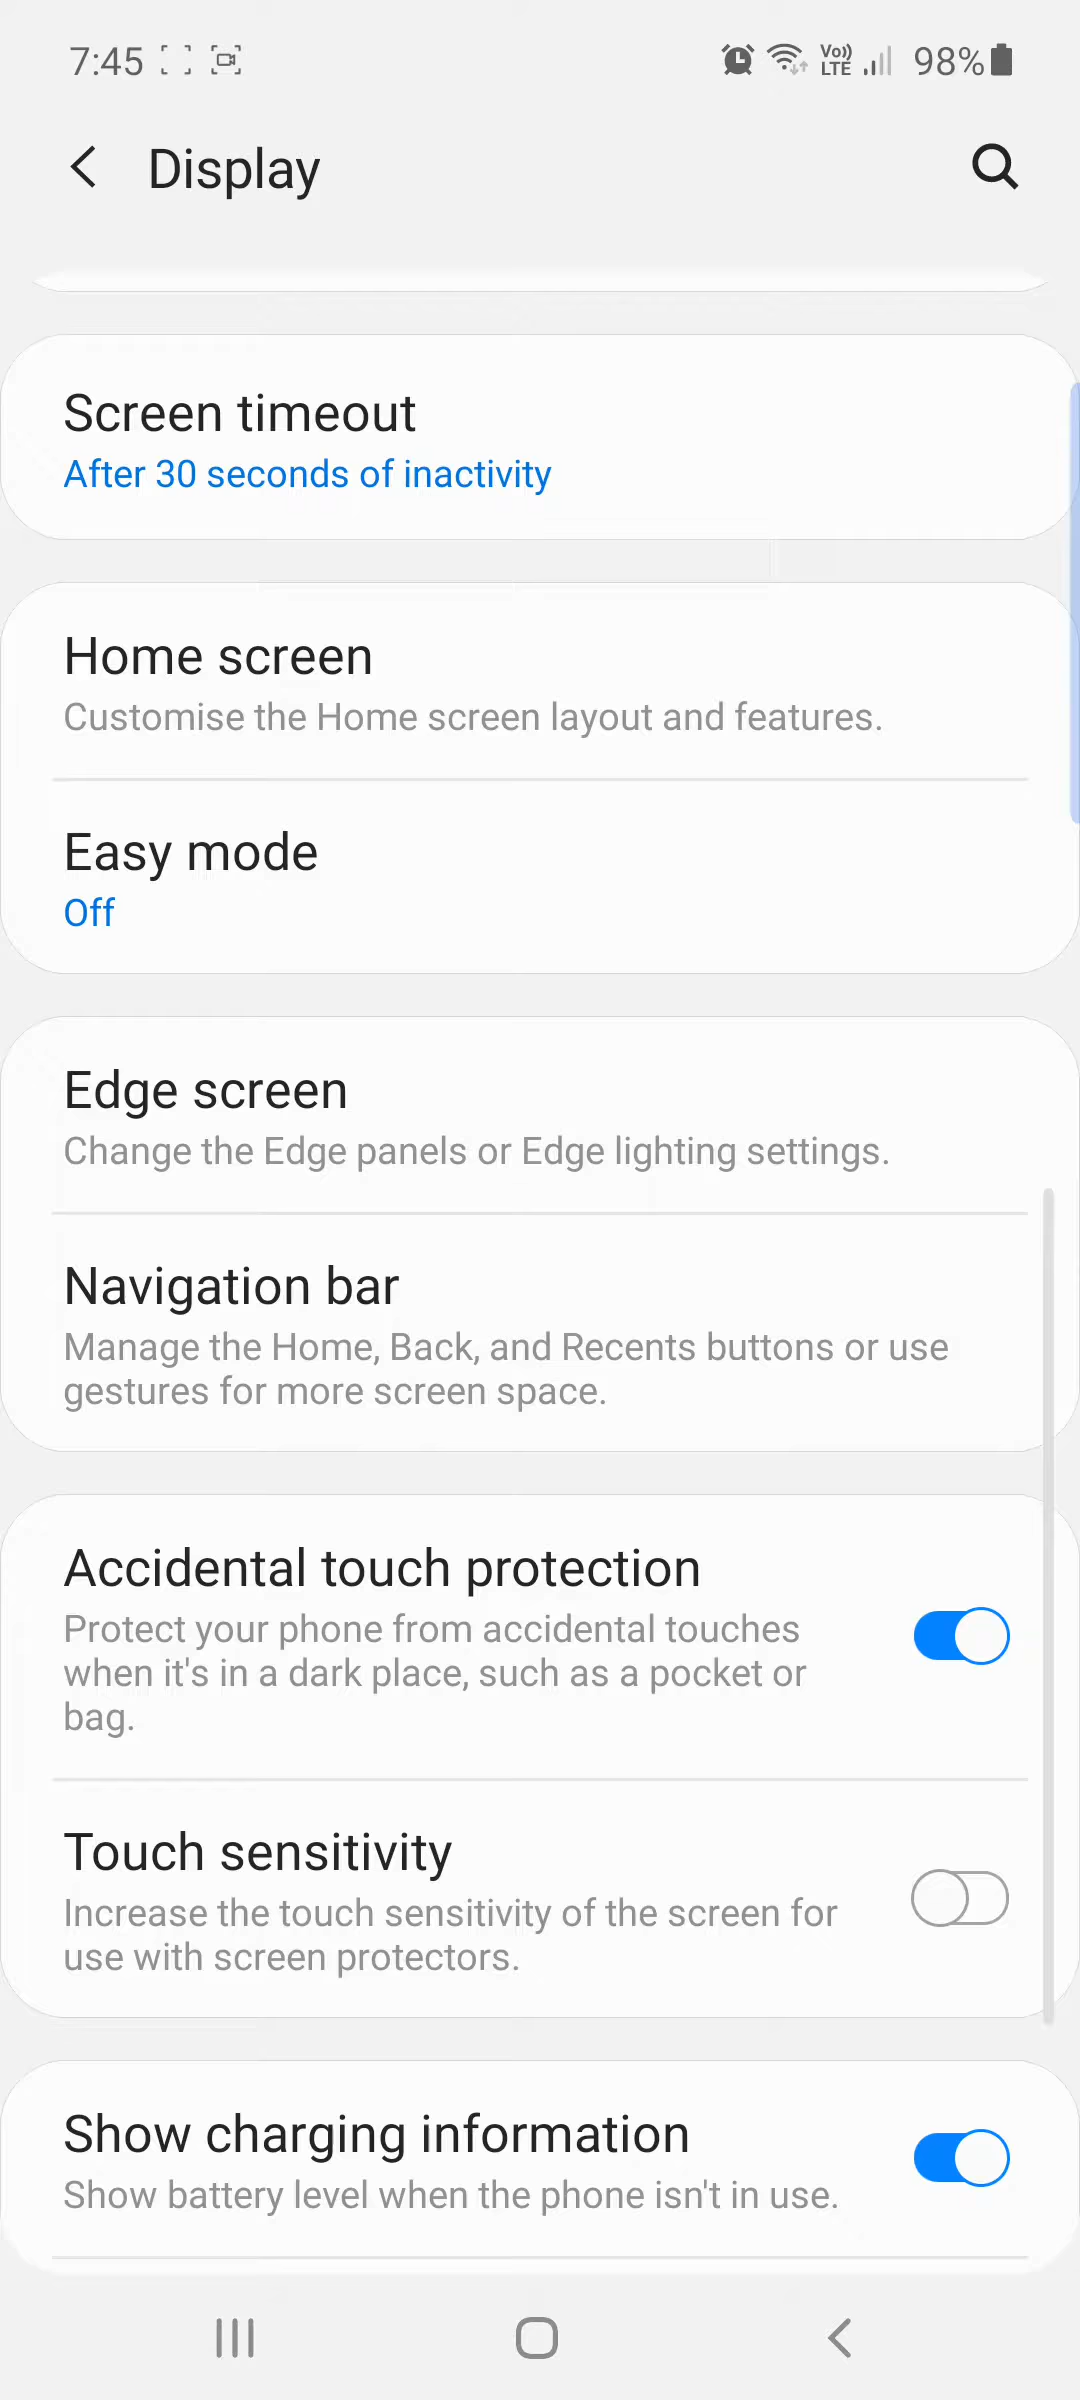 7:45 Vo)) LTE 98%
Display
Screen timeout
After 30 seconds of inactivity
Home screen
Customise the Home screen layout and features.
Easy mode
Off
Edge screen
Change the Edge panels or Edge lighting settings.
Navigation bar
Manage the Home, Back, and Recents buttons or use
gestures for more screen space.
Accidental touch protection
Protect your phone from accidental touches
when it's in a dark place, such as a pocket or
bag.
Touch sensitivity
Increase the touch sensitivity of the screen for
use with screen protectors.
Show charging information
Show battery level when the phone isn't in use.